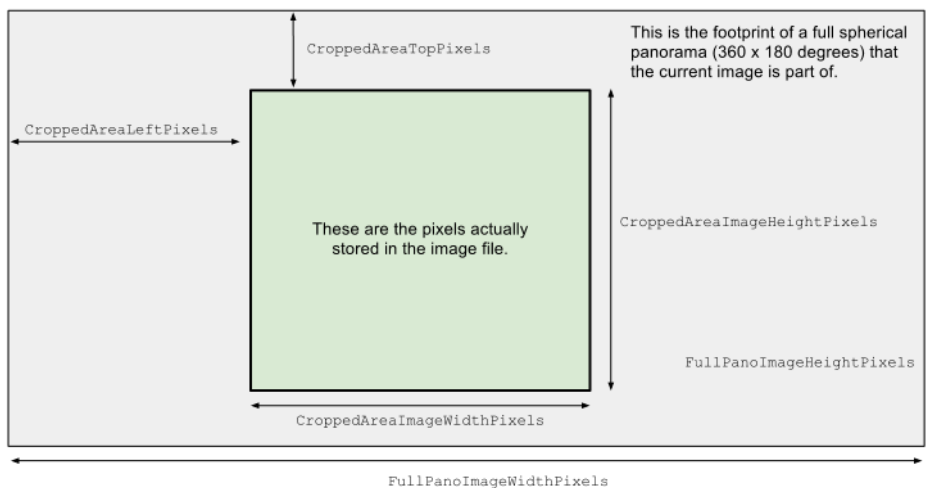 This is the footprint of a full spherical
panorama (360 x 180 degrees) that
the current image is part of.
CroppedAreaTopPixels
CroppedAreaLeftPixels
These are the pixels actually
stored in the image file.
CroppedAreaImageHeightPixels
FullPanoImageHeightPixels
CroppedAreaImageWidthPixels
FullPanoImageWidthPixels